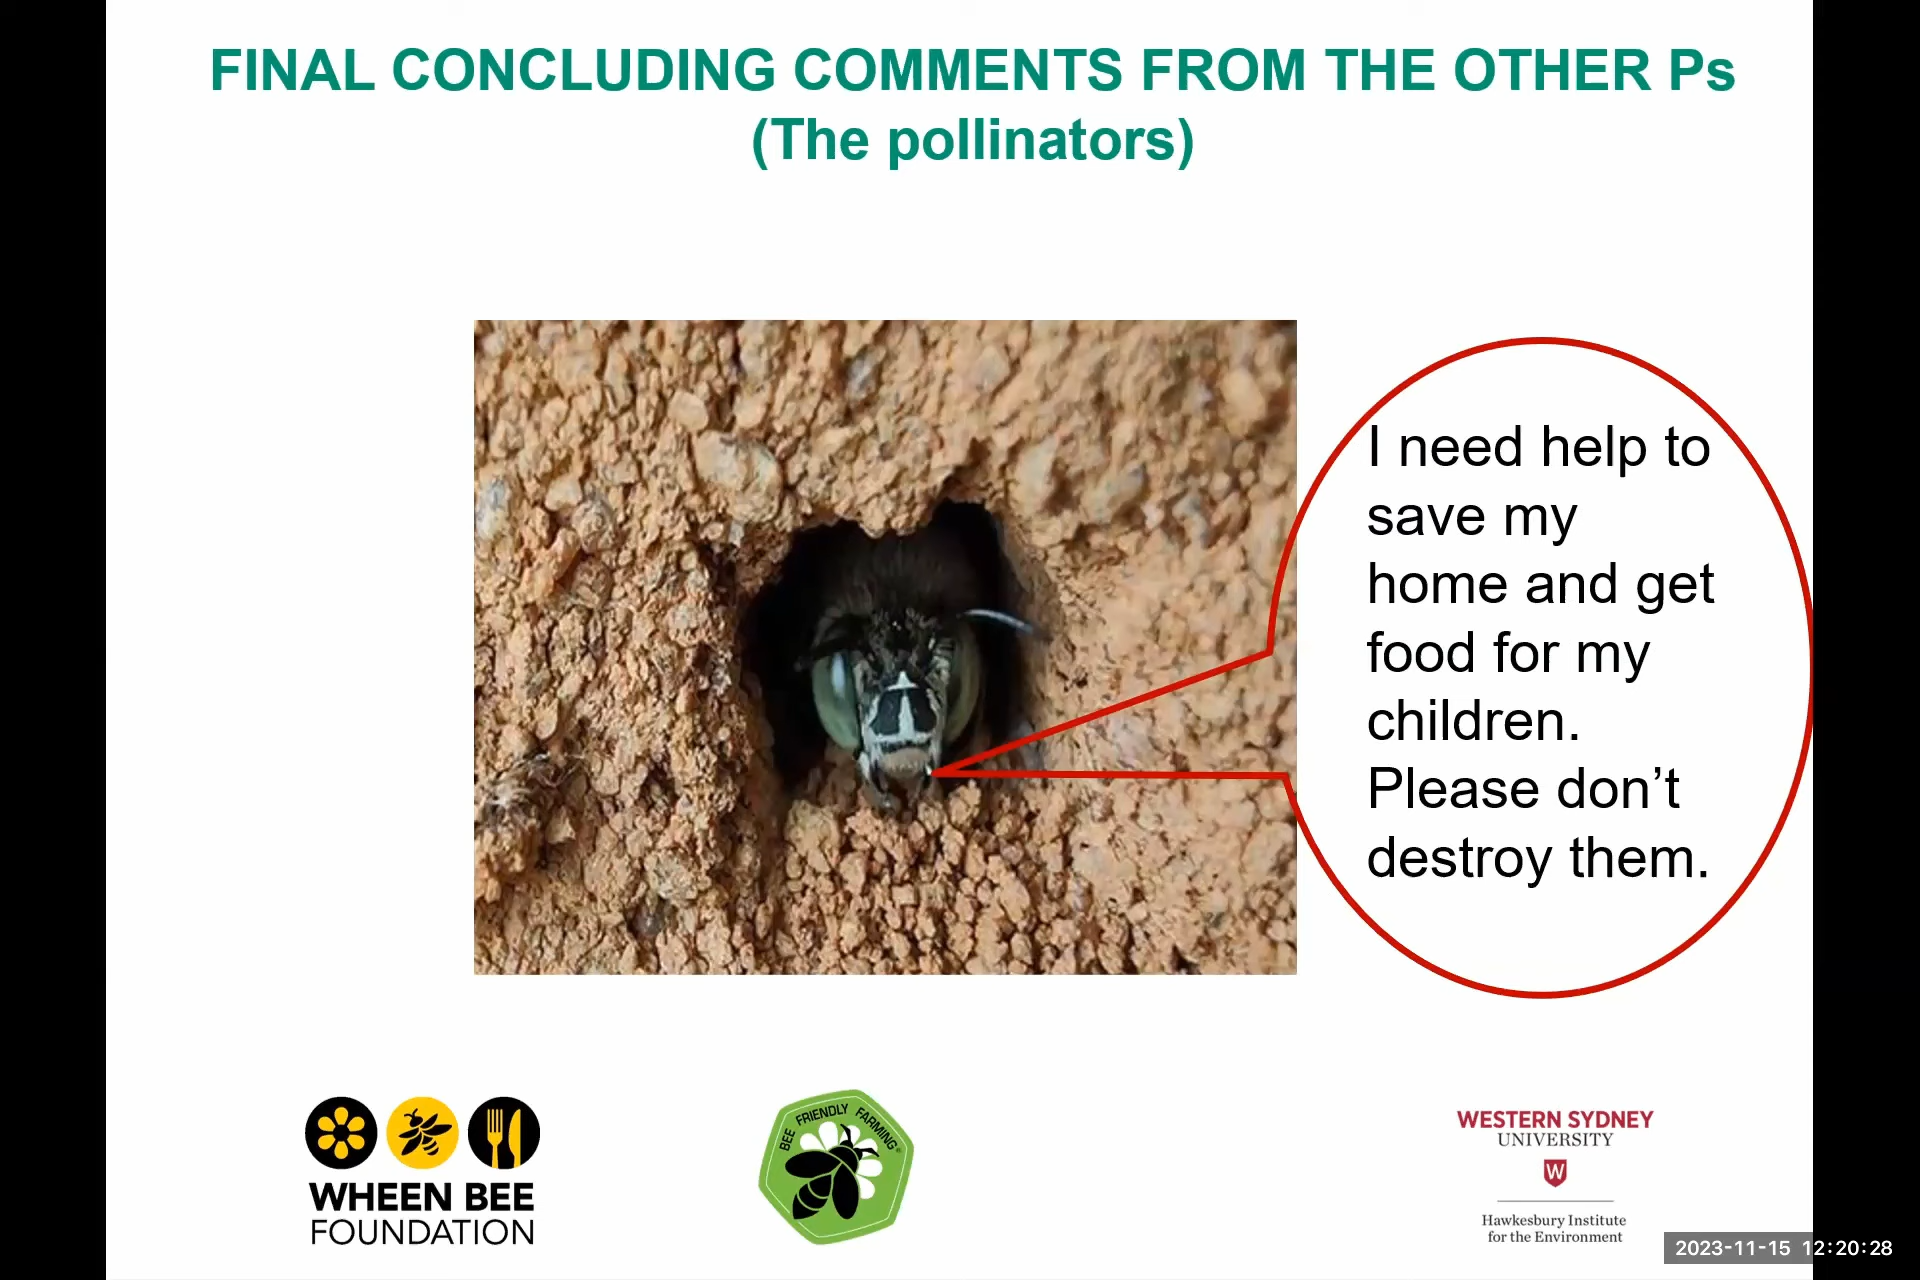 FINAL CONCLUDING COMMENTS FROM THE OTHER Ps
(The pollinators)
I need help to
save my
home and get
food for my
children.
Please don’t
destroy them.
WHEEN BEE
FOUNDATION
BEE FRIENDLY FARMING
WESTERN SYDNEY
UNIVERSITY
W
Hawkesbury Institute
for the Environment
2023-11-15 12:20:28